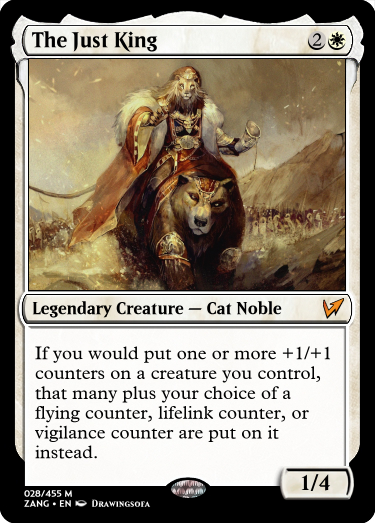 The Just King 2
Legendary Creature — Cat Noble
If you would put one or more +1/+1
counters on a creature you control,
that many plus your choice of a
flying counter, lifelink counter, or
vigilance counter are put on it
instead.
028/455 M
ZANG • EN Drawingsofa
1/4